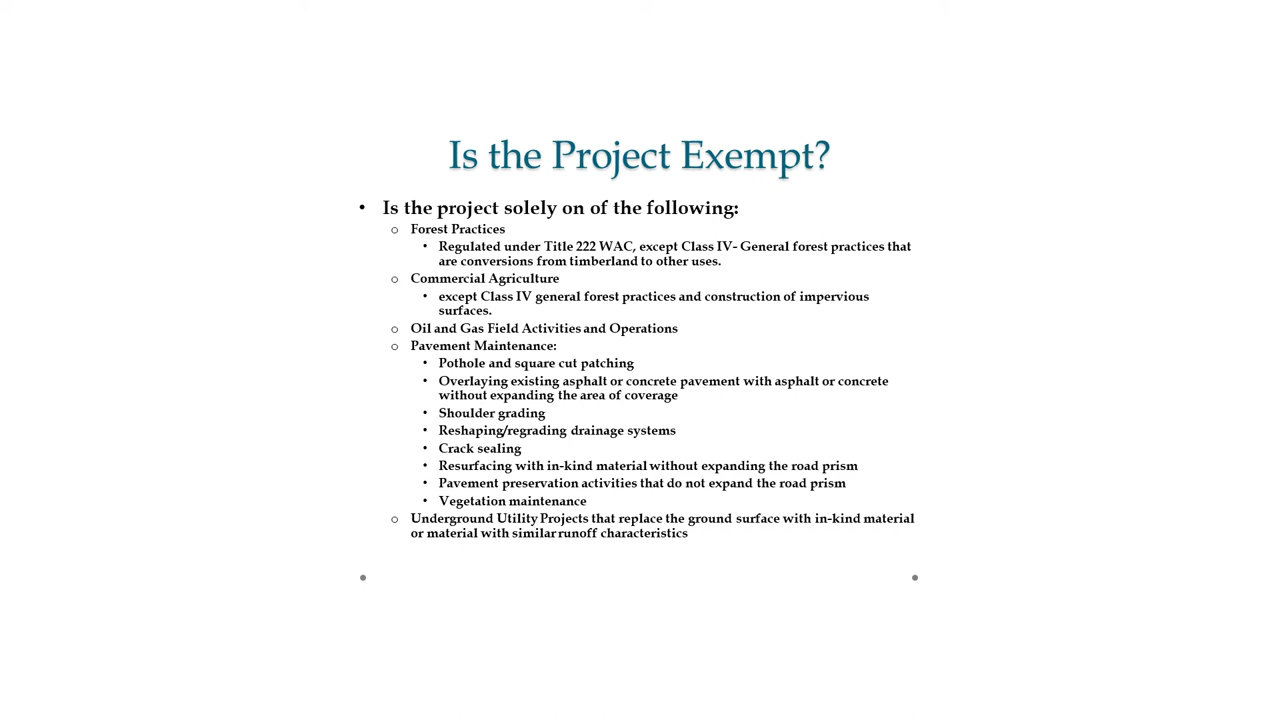 Is the Project Exempt?
• Is the project solely on of the following:
o Forest Practices
• Regulated under Title 222 WAC, except Class IV- General forest practices that
are conversions from timberland to other uses.
o Commercial Agriculture
• except Class IV general forest practices and construction of impervious
surfaces.
o Oil and Gas Field Activities and Operations
o Pavement Maintenance:
• Pothole and square cut patching
• Overlaying existing asphalt or concrete pavement with asphalt or concrete
without expanding the area of coverage
• Shoulder grading
• Reshaping/regrading drainage systems
• Crack sealing
• Resurfacing with in-kind material without expanding the road prism
• Pavement preservation activities that do not expand the road prism
• Vegetation maintenance
o Underground Utility Projects that replace the ground surface with in-kind material
or material with similar runoff characteristics